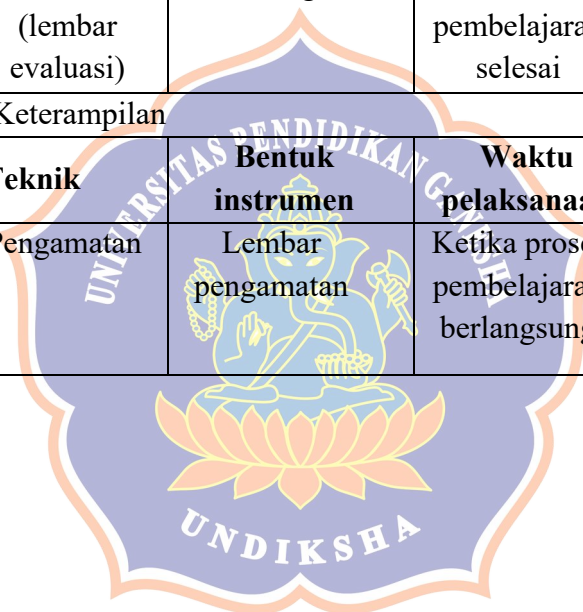 (lembar
evaluasi)
pembelajara
selesai
Keterampilan
Teknik
Bentuk
instrumen
Waktu
pelaksanaa
Pengamatan
Lembar
pengamatan
Ketika prose
pembelajara
berlangsung
UNIVERSITAS PENDIDIKAN GANESHA
UNDIKSHA